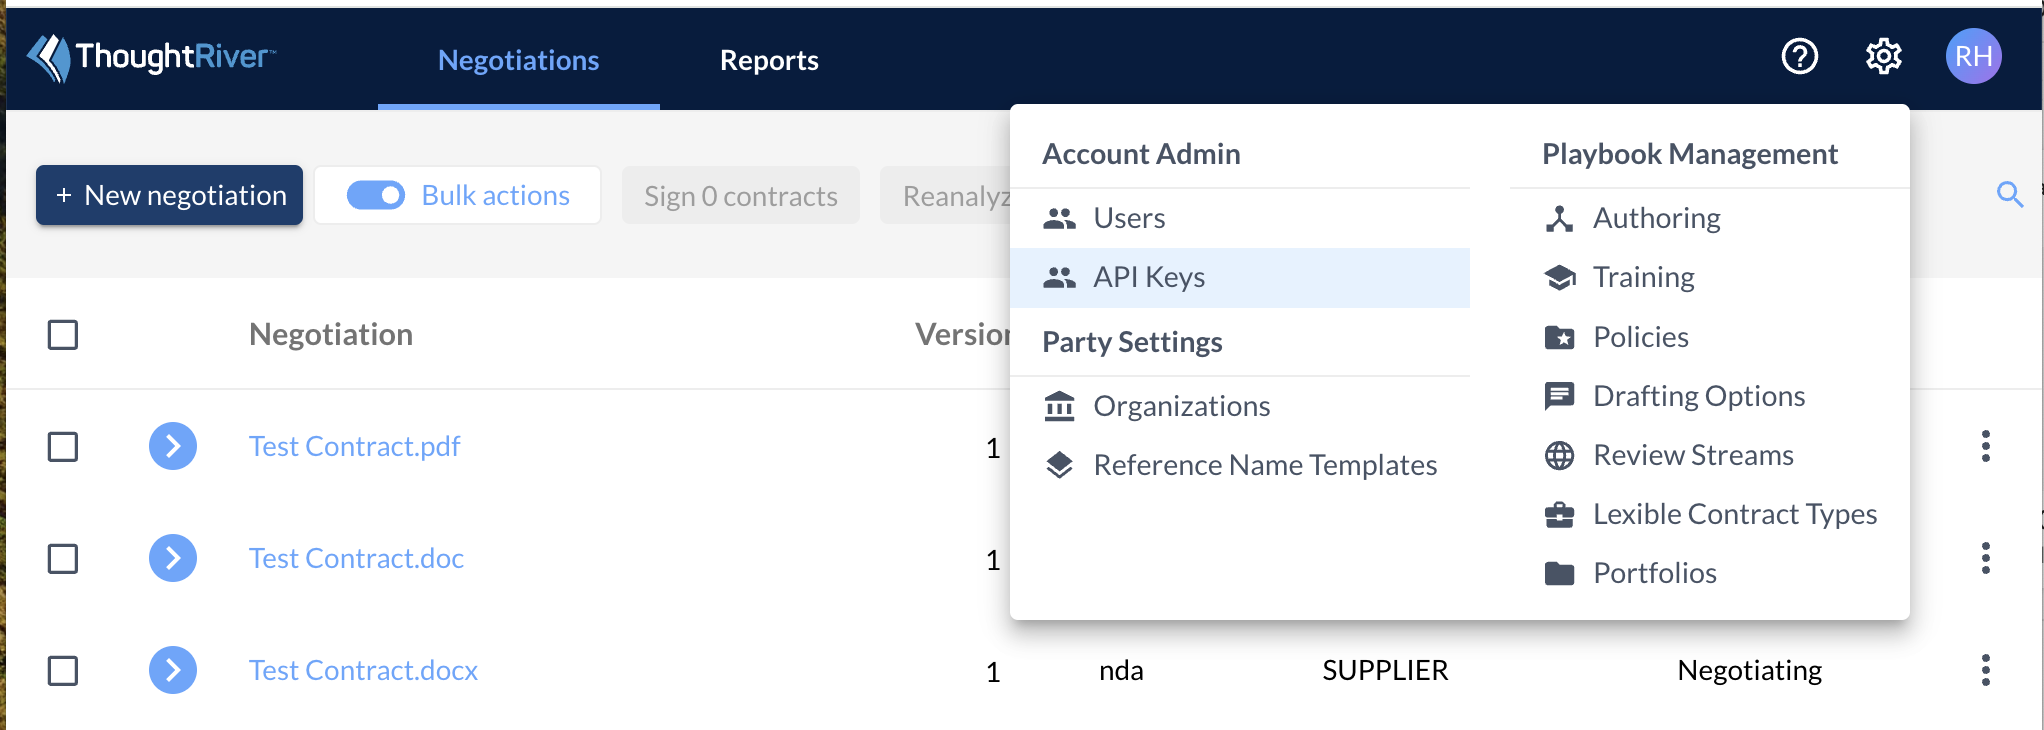 ThoughtRiver™
Negotiations
Reports
RH
+ New negotiation
Bulk actions
Sign 0 contracts
Reanalyz
Account Admin
Users
API Keys
Party Settings
Organizations
Reference Name Templates
Playbook Management
Authoring
Training
Policies
Drafting Options
Review Streams
Lexible Contract Types
Portfolios
Negotiation Version
Test Contract.pdf 1
Test Contract.doc 1
Test Contract.docx 1 nda SUPPLIER Negotiating